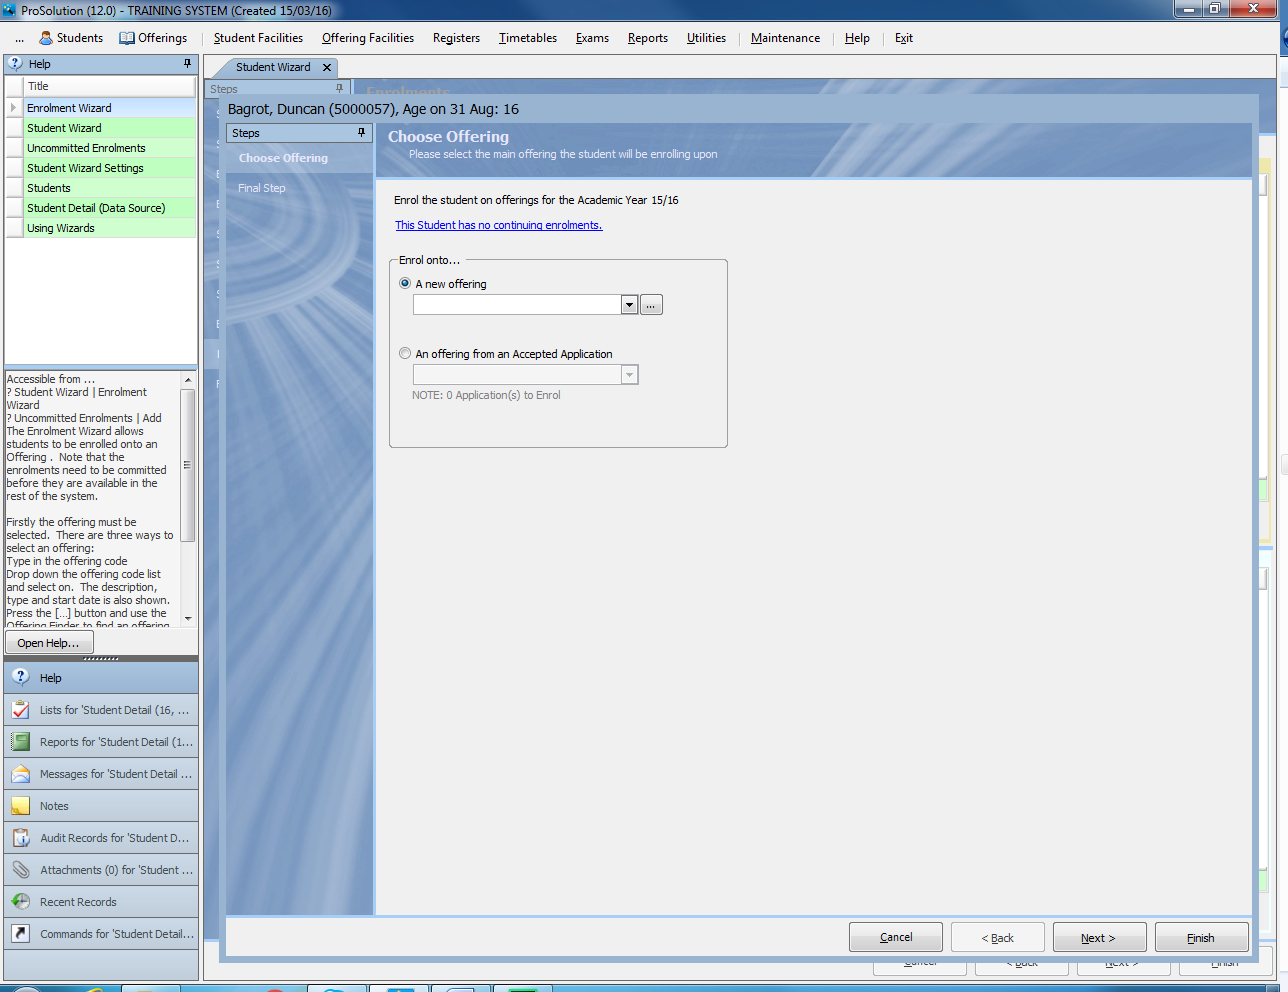 ProSolution (12.0) - TRAINING SYSTEM (Created 15/03/16)
... Students Offerings Student Facilities Offering Facilities Registers Timetables Exams Reports Utilities Maintenance Help Exit
Help
Title
Enrolment Wizard
Student Wizard
Uncommitted Enrolments
Student Wizard Settings
Students
Student Detail (Data Source)
Using Wizards
Accessible from ...
? Student Wizard | Enrolment
Wizard
? Uncommitted Enrolments | Add
The Enrolment Wizard allows
students to be enrolled onto an
Offering .  Note that the
enrolments need to be committed
before they are available in the
rest of the system.
Firstly the offering must be
selected.  There are three ways to
select an offering:
Type in the offering code
Drop down the offering code list
and select on.  The description,
type and start date is also shown.
Press the [...] button and use the
Offering Finder to find an offering
Open Help...
Help
Lists for 'Student Detail (16, ...
Reports for 'Student Detail (1...
Messages for 'Student Detail ...
Notes
Audit Records for 'Student D...
Attachments (0) for 'Student ...
Recent Records
Commands for 'Student Detail...
Student Wizard
Steps
Enrolments
Bagrot, Duncan (5000057), Age on 31 Aug: 16
Steps
Choose Offering
Final Step
Choose Offering
Please select the main offering the student will be enrolling upon
Enrol the student on offerings for the Academic Year 15/16
This Student has no continuing enrolments.
Enrol onto...
A new offering
...
An offering from an Accepted Application
NOTE: 0 Application(s) to Enrol
Cancel
< Back
Next >
Finish
Cancel
< Back
Next >
Finish